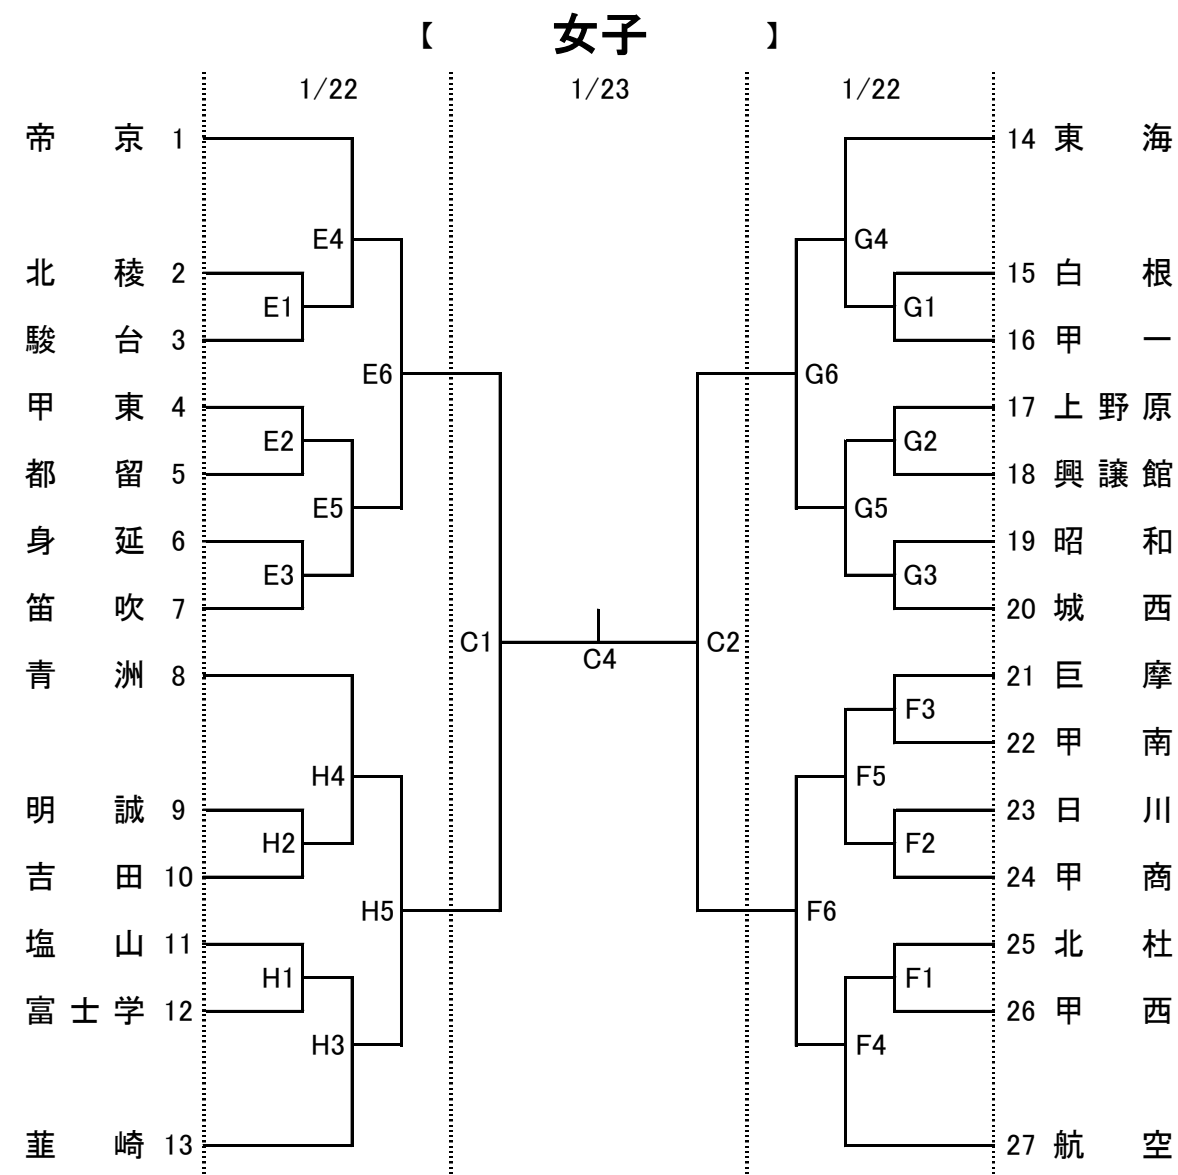 【 女子 】
1/22 1/23 1/22
帝京 1 14 東海
E4 G4
北稜 2 15 白根
E1 G1
駿台 3 16 甲一
E6 G6
甲東 4 17 上野原
E2 G2
都留 5 18 興譲館
E5 G5
身延 6 19 昭和
E3 G3
笛吹 7 20 城西
C1 C4 C2
青洲 8 21 巨摩
F3
22 甲南
H4 F5
明誠 9 23 日川
H2 F2
吉田 10 24 甲商
H5 F6
塩山 11 25 北杜
H1 F1
富士学 12 26 甲西
H3 F4
韮崎 13 27 航空